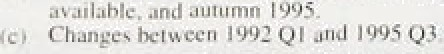 available, and autumn 1995.
(c) Changes between 1992 Q1 and 1995 Q3.